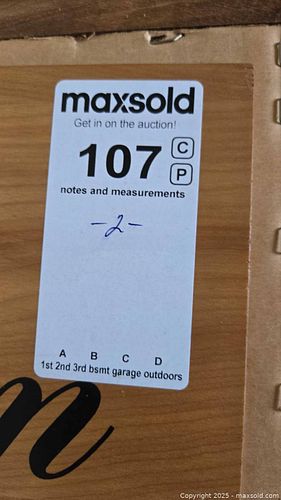 maxsold
Get in on the auction!
107 C
P
notes and measurements
-2-
A B C D
1st 2nd 3rd bsmt garage outdoors
Copyright 2025 - maxsold.com